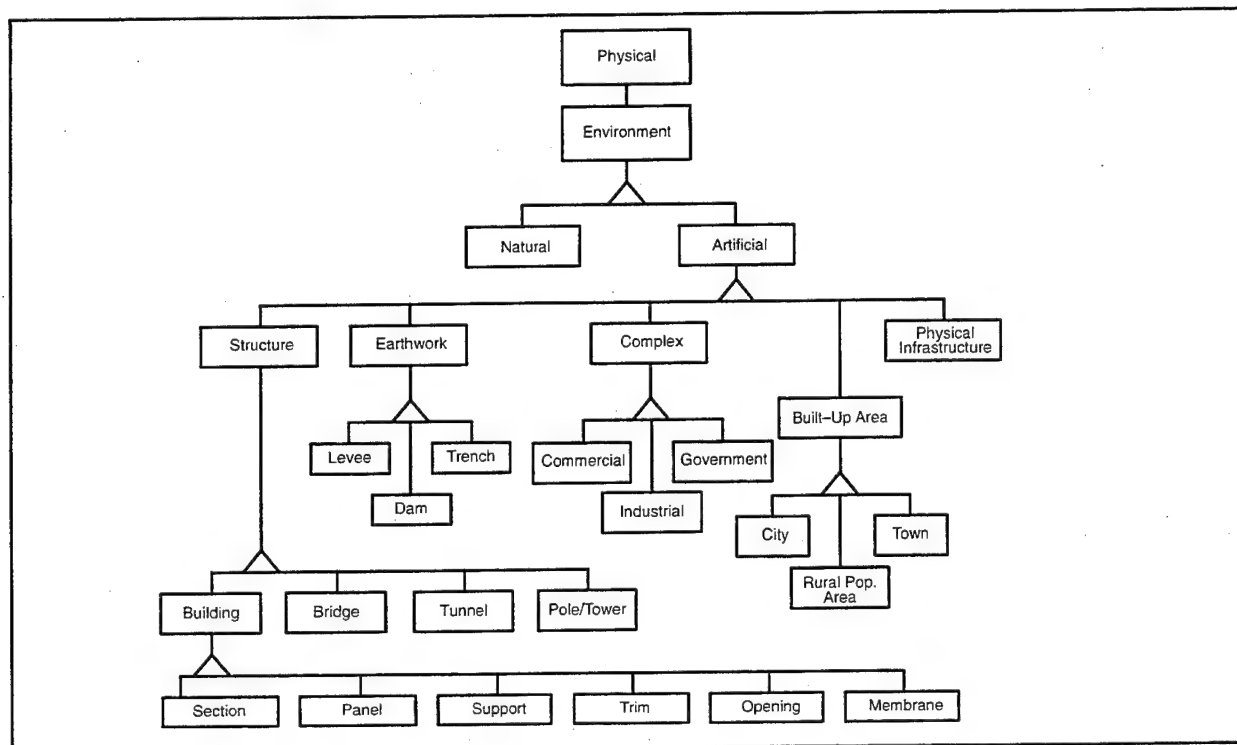 Physical
Environment
Natural
Artificial
Structure
Earthwork
Complex
Physical
Infrastructure
Built–Up Area
Levee
Trench
Commercial
Government
Dam
Industrial
City
Town
Rural Pop.
Area
Building
Bridge
Tunnel
Pole/Tower
Section
Panel
Support
Trim
Opening
Membrane